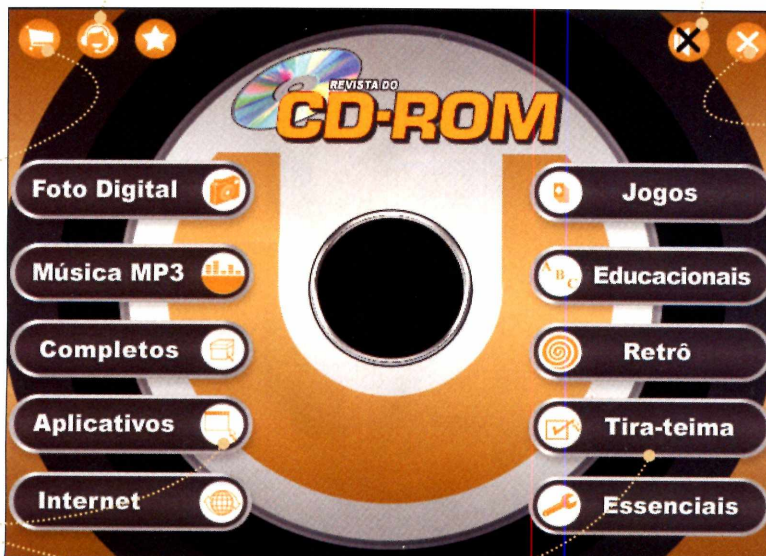 REVISTA DO
CD-ROM
Foto Digital
Música MP3
Completos
Aplicativos
Internet
Jogos
A B C
Educacionais
Retrô
Tira-teima
Essenciais